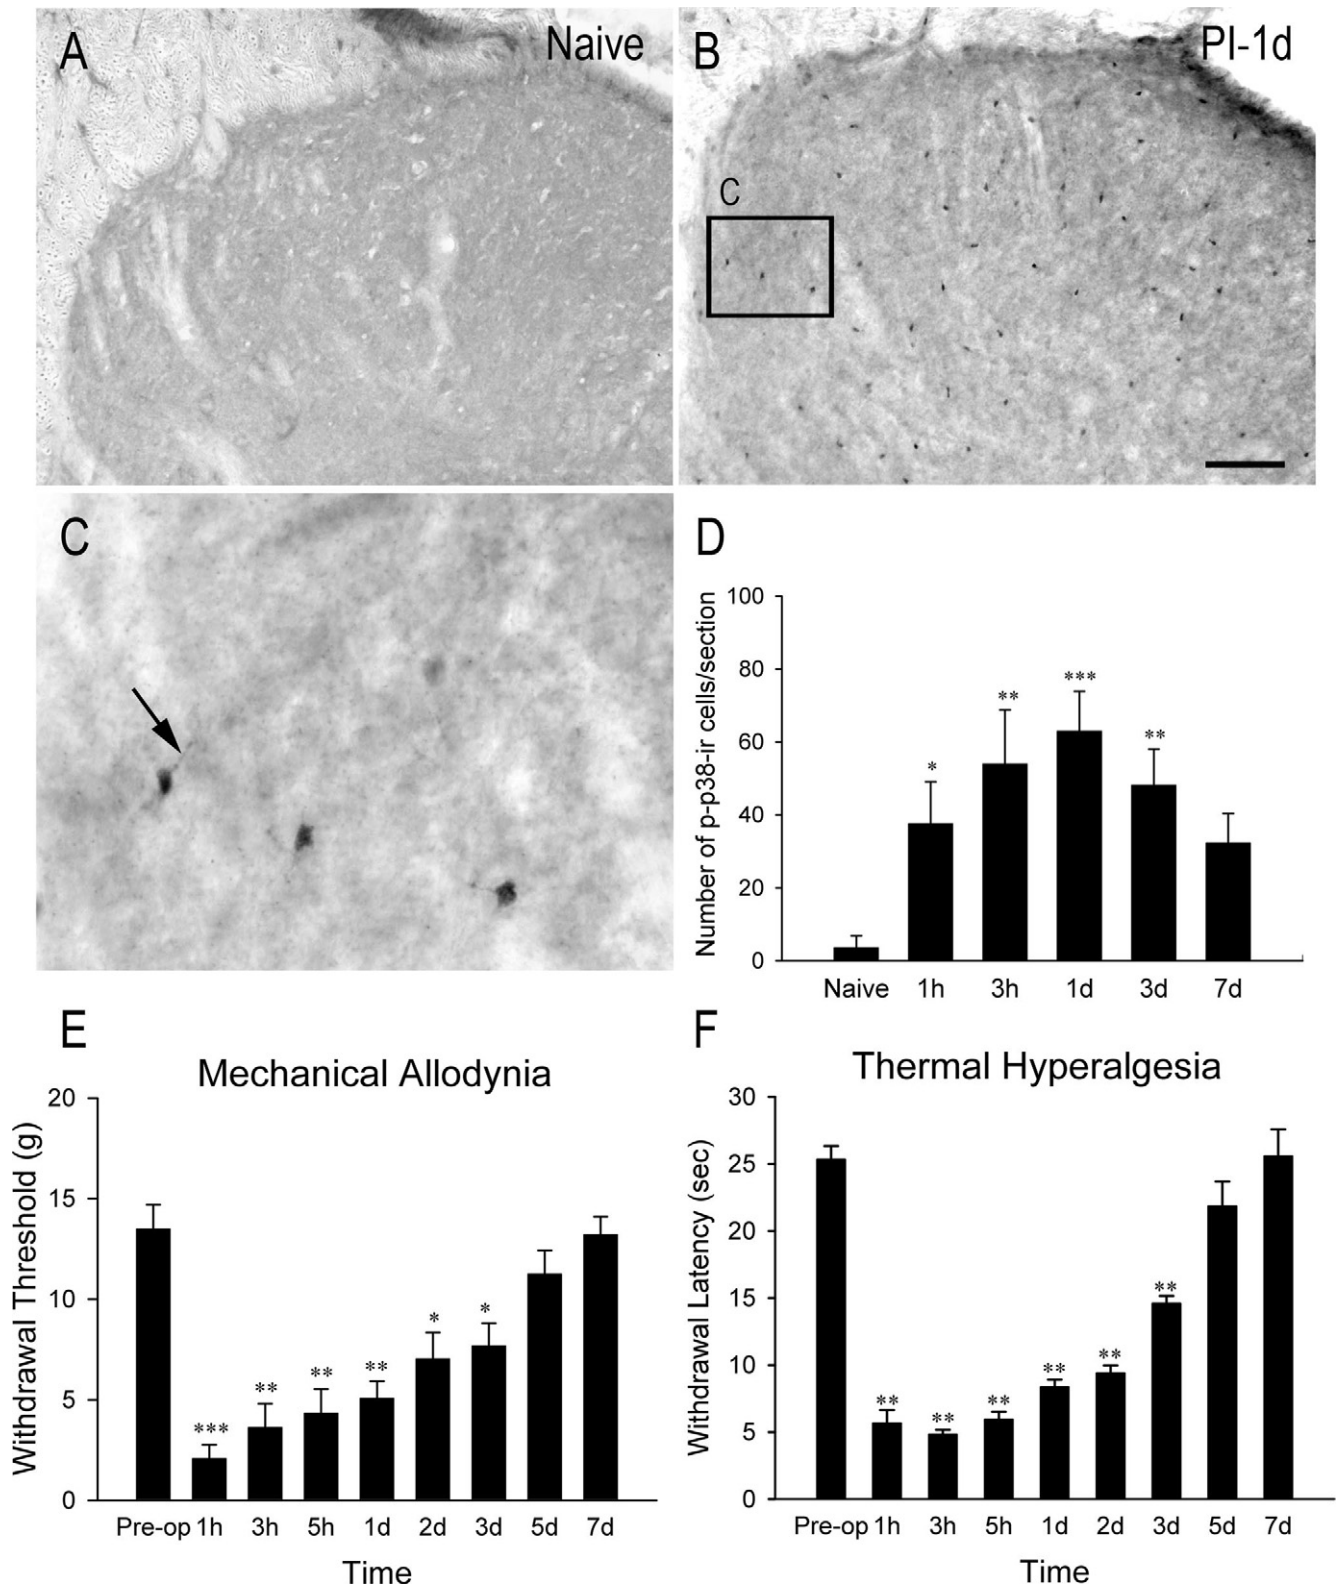 A
Naive
B
PI-1d
C
C
D
Number of p-p38-ir cells/section
100
80
60
40
20
0
*
**
***
**
Naive 1h 3h 1d 3d 7d
E
Mechanical Allodynia
Withdrawal Threshold (g)
20
15
10
5
0
***
**
**
**
*
*
Pre-op 1h 3h 5h 1d 2d 3d 5d 7d
Time
F
Thermal Hyperalgesia
Withdrawal Latency (sec)
30
25
20
15
10
5
0
**
**
**
**
**
**
Pre-op 1h 3h 5h 1d 2d 3d 5d 7d
Time